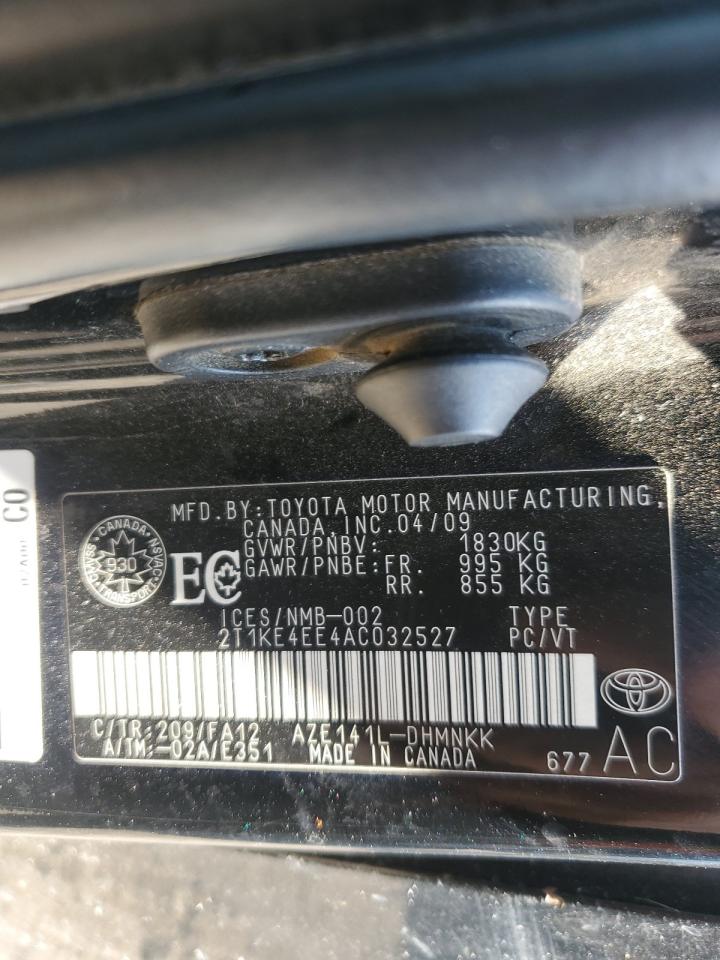 MFD.BY:TOYOTA MOTOR MANUFACTURING,
CANADA,INC.04/09
GVWR/PNBV: 1830KG
GAWR/PNBE:FR. 995 KG
RR. 855 KG
CANADA
930
NSVAC-NSVAC
TRANSPORT
EC
ICES/NMB-002 TYPE
2T1KE4EE4AC032527 PC/VT
C/TR:209/FA12 AZE141L-DHMNKK
A/TM:-02A/E351 MADE IN CANADA 677 AC
CO